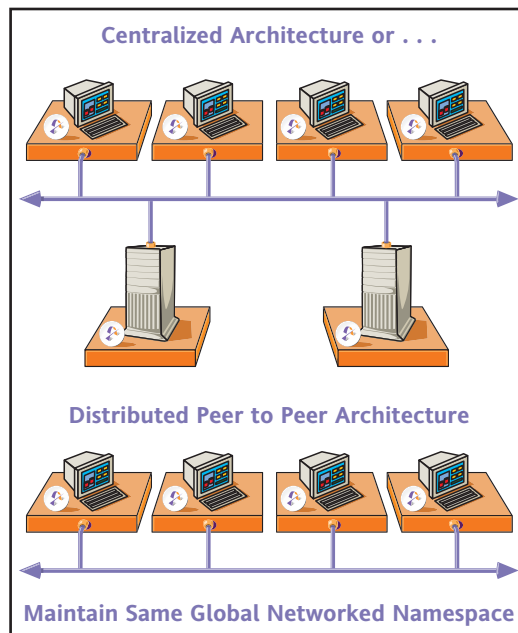 Centralized Architecture or . . .
Distributed Peer to Peer Architecture
Maintain Same Global Networked Namespace